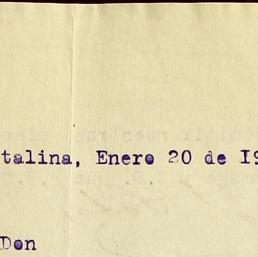 talina, Enero 20 de 19
Don